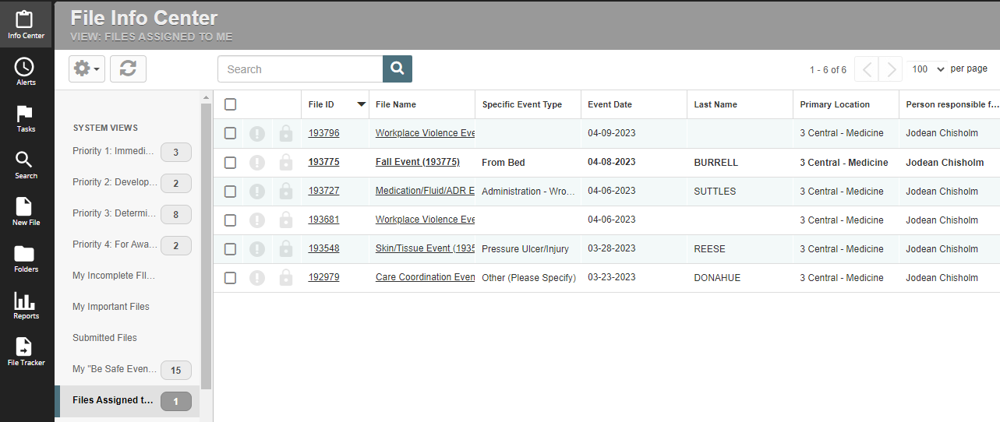 File Info Center
VIEW: FILES ASSIGNED TO ME
Info Center
Alerts
Tasks
Search
New File
Folders
Reports
File Tracker
Search
1 - 6 of 6
100 per page
SYSTEM VIEWS
Priority 1: Immedi... 3
Priority 2: Develop... 2
Priority 3: Determi... 8
Priority 4: For Awa... 2
My Incomplete FIl...
My Important Files
Submitted Files
My "Be Safe Even... 15
Files Assigned t... 1
File ID File Name Specific Event Type Event Date Last Name Primary Location Person responsible f...
193796 Workplace Violence Eve 04-09-2023 3 Central - Medicine Jodean Chisholm
193775 Fall Event (193775) From Bed 04-08-2023 BURRELL 3 Central - Medicine Jodean Chisholm
193727 Medication/Fluid/ADR E Administration - Wro... 04-06-2023 SUTTLES 3 Central - Medicine Jodean Chisholm
193681 Workplace Violence Eve 04-06-2023 3 Central - Medicine Jodean Chisholm
193548 Skin/Tissue Event (1935 Pressure Ulcer/Injury 03-28-2023 REESE 3 Central - Medicine Jodean Chisholm
192979 Care Coordination Even Other (Please Specify) 03-23-2023 DONAHUE 3 Central - Medicine Jodean Chisholm